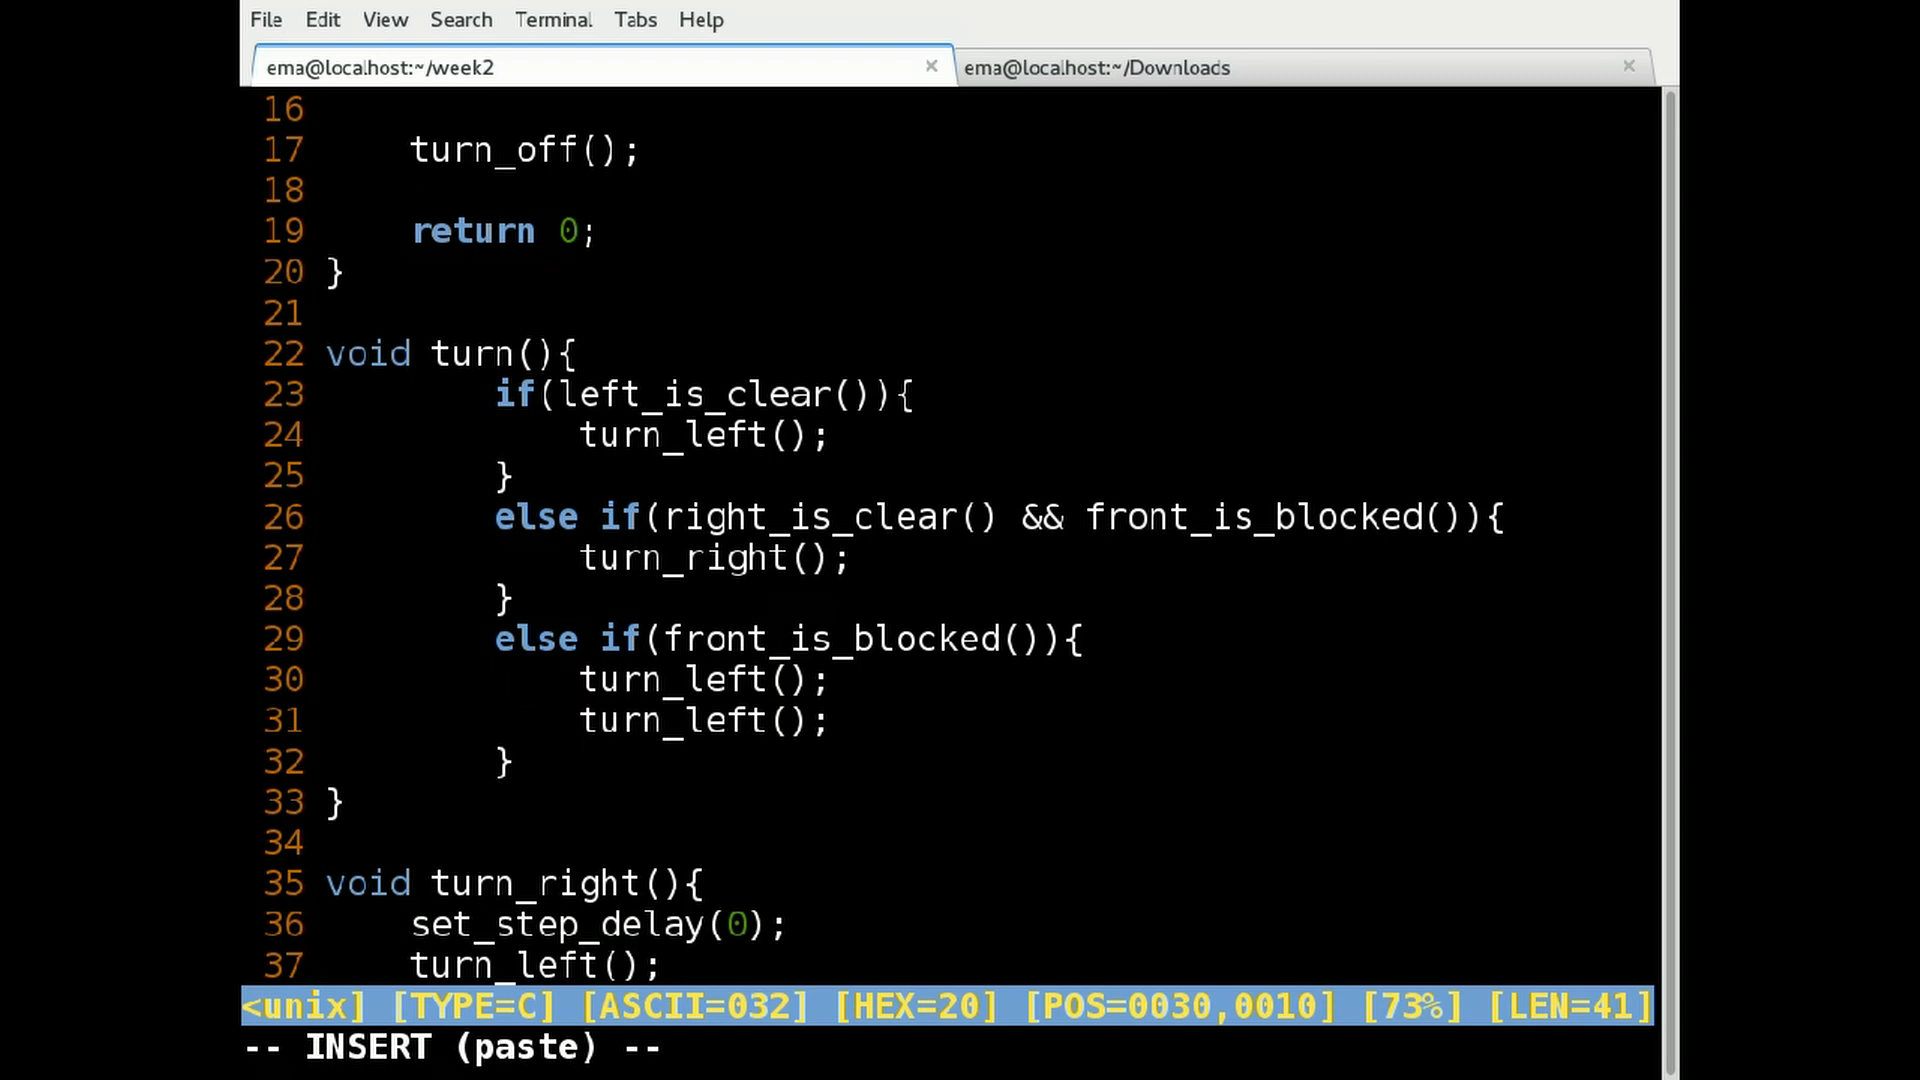 File Edit View Search Terminal Tabs Help
ema@localhost:~/week2 × ema@localhost:~/Downloads ×
16
17     turn_off();
18
19     return 0;
20 }
21
22 void turn(){
23         if(left_is_clear()){
24             turn_left();
25         }
26         else if(right_is_clear() && front_is_blocked()){
27             turn_right();
28         }
29         else if(front_is_blocked()){
30             turn_left();
31             turn_left();
32         }
33 }
34
35 void turn_right(){
36     set_step_delay(0);
37     turn_left();
<unix] [TYPE=C] [ASCII=032] [HEX=20] [POS=0030,0010] [73%] [LEN=41]
-- INSERT (paste) --